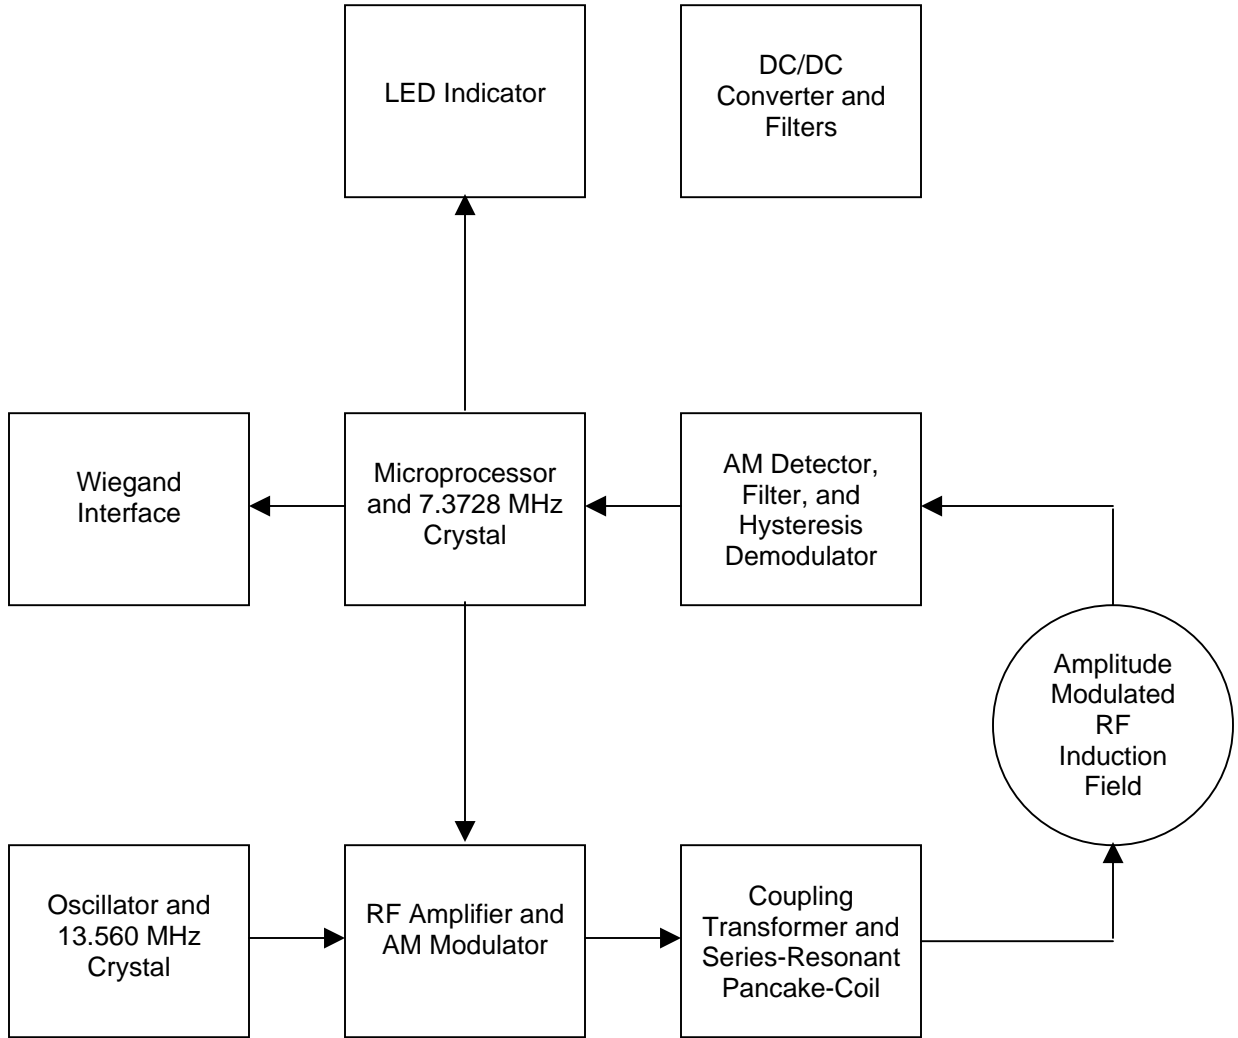 LED Indicator
DC/DC
Converter and
Filters
Wiegand
Interface
Microprocessor
and 7.3728 MHz
Crystal
AM Detector,
Filter, and
Hysteresis
Demodulator
Amplitude
Modulated
RF
Induction
Field
Oscillator and
13.560 MHz
Crystal
RF Amplifier and
AM Modulator
Coupling
Transformer and
Series-Resonant
Pancake-Coil